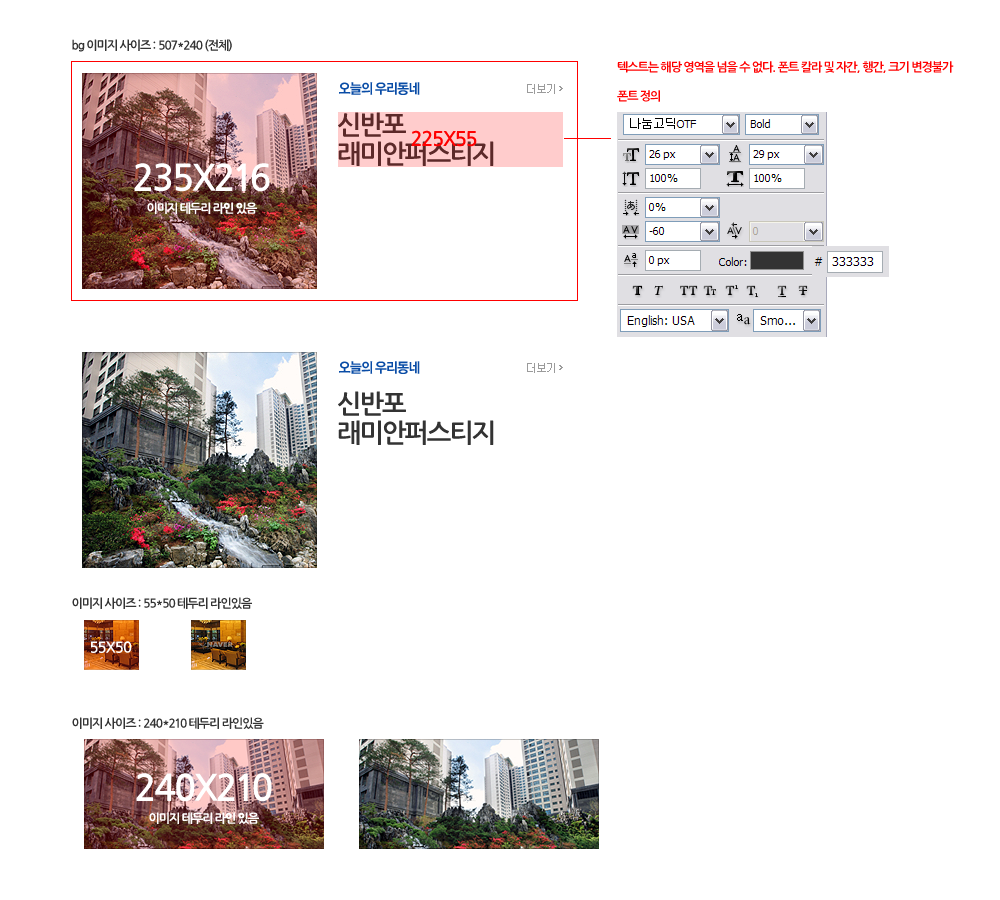 bg 이미지 사이즈 : 507*240 (전체)
텍스트는 해당 영역을 넘을 수 없다. 폰트 칼라 및 자간, 행간, 크기 변경불가
폰트 정의
오늘의 우리동네
더보기 >
신반포
래미안퍼스티지
225X55
235X216
이미지 테두리 라인 있음
나눔고딕OTF
Bold
26 px
29 px
100%
100%
0%
-60
0
0 px
Color:
# 333333
T T TT Tt T¹ T₁ T T
English: USA
aa
Smo...
오늘의 우리동네
더보기 >
신반포
래미안퍼스티지
이미지 사이즈 : 55*50 테두리 라인있음
55X50
NAVER
이미지 사이즈 : 240*210 테두리 라인있음
240X210
이미지 테두리 라인 있음